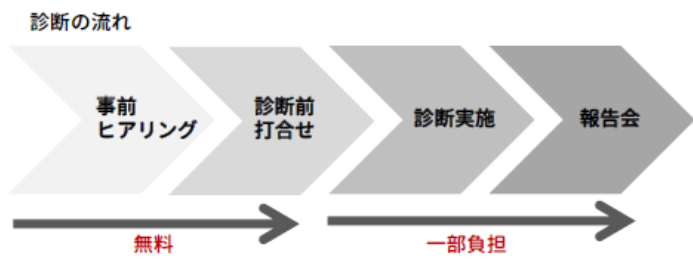 診断の流れ
事前
ヒアリング
診断前
打合せ
診断実施
報告会
無料
一部負担